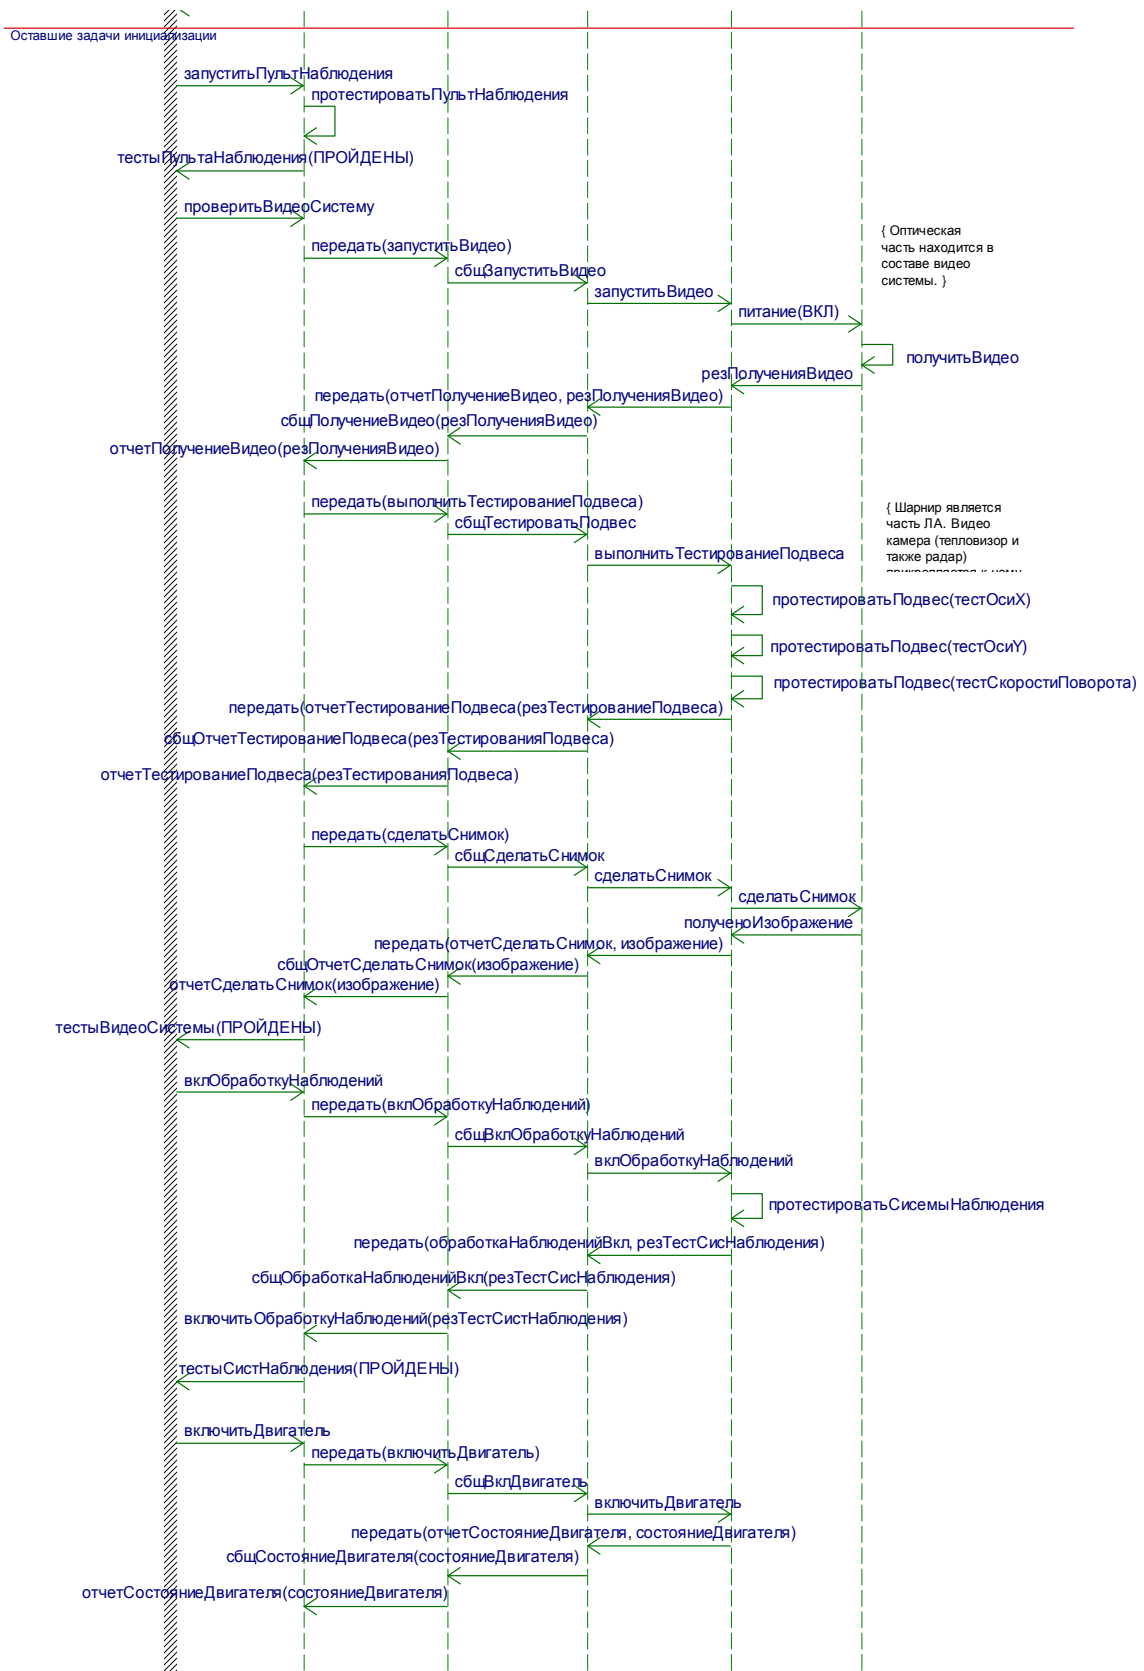 Оставшие задачи инициализации
запуститьПультНаблюдения
протестироватьПультНаблюдения
тестыПультаНаблюдения(ПРОЙДЕНЫ)
проверитьВидеоСистему
{ Оптическая
часть находится в
составе видео
системы. }
передать(запуститьВидео)
сбщЗапуститьВидео
запуститьВидео
питание(ВКЛ)
получитьВидео
резПолученияВидео
передать(отчетПолучениеВидео, резПолученияВидео)
сбщПолучениеВидео(резПолученияВидео)
отчетПолучениеВидео(резПолученияВидео)
передать(выполнитьТестированиеПодвеса)
{ Шарнир является
часть ЛА. Видео
камера (тепловизор и
также радар)
прикрепляется к нему
сбщТестироватьПодвес
выполнитьТестированиеПодвеса
протестироватьПодвес(тестОсиX)
протестироватьПодвес(тестОсиY)
протестироватьПодвес(тестСкоростиПоворота)
передать(отчетТестированиеПодвеса(резТестированиеПодвеса)
сбщОтчетТестированиеПодвеса(резТестированияПодвеса)
отчетТестированиеПодвеса(резТестированияПодвеса)
передать(сделатьСнимок)
сбщСделатьСнимок
сделатьСнимок
сделатьСнимок
полученоИзображение
передать(отчетСделатьСнимок, изображение)
сбщОтчетСделатьСнимок(изображение)
отчетСделатьСнимок(изображение)
тестыВидеоСистемы(ПРОЙДЕНЫ)
вклОбработкуНаблюдений
передать(вклОбработкуНаблюдений)
сбщВклОбработкуНаблюдений
вклОбработкуНаблюдений
протестироватьСисемыНаблюдения
передать(обработкаНаблюденийВкл, резТестСисНаблюдения)
сбщОбработкаНаблюденийВкл(резТестСисНаблюдения)
включитьОбработкуНаблюдений(резТестСистНаблюдения)
тестыСистНаблюдения(ПРОЙДЕНЫ)
включитьДвигатель
передать(включитьДвигатель)
сбщВклДвигатель
включитьДвигатель
передать(отчетСостояниеДвигателя, состояниеДвигателя)
сбщСостояниеДвигателя(состояниеДвигателя)
отчетСостояниеДвигателя(состояниеДвигателя)